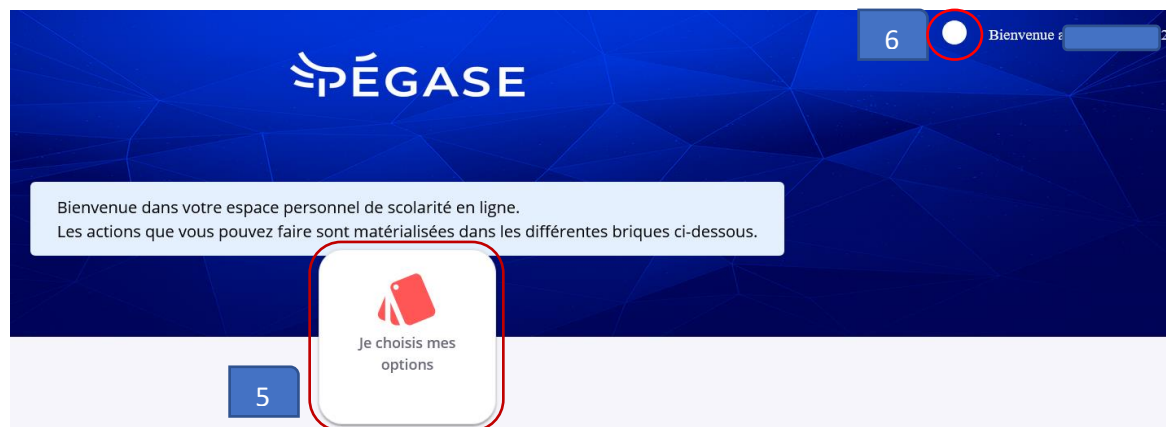 6
Bienvenue
PÉGASE
Bienvenue dans votre espace personnel de scolarité en ligne.
Les actions que vous pouvez faire sont matérialisées dans les différentes briques ci-dessous.
Je choisis mes
options
5